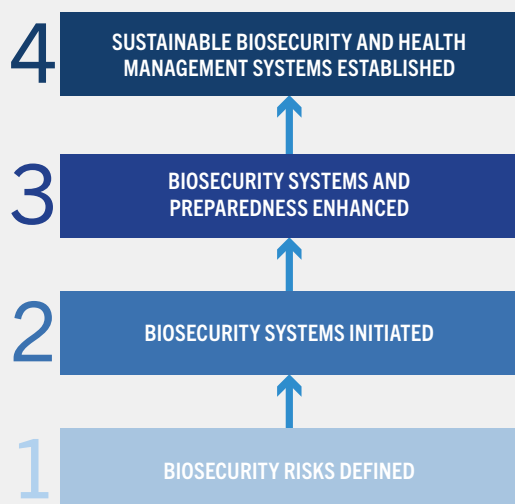 4
SUSTAINABLE BIOSECURITY AND HEALTH
MANAGEMENT SYSTEMS ESTABLISHED
3
BIOSECURITY SYSTEMS AND
PREPAREDNESS ENHANCED
2
BIOSECURITY SYSTEMS INITIATED
1
BIOSECURITY RISKS DEFINED